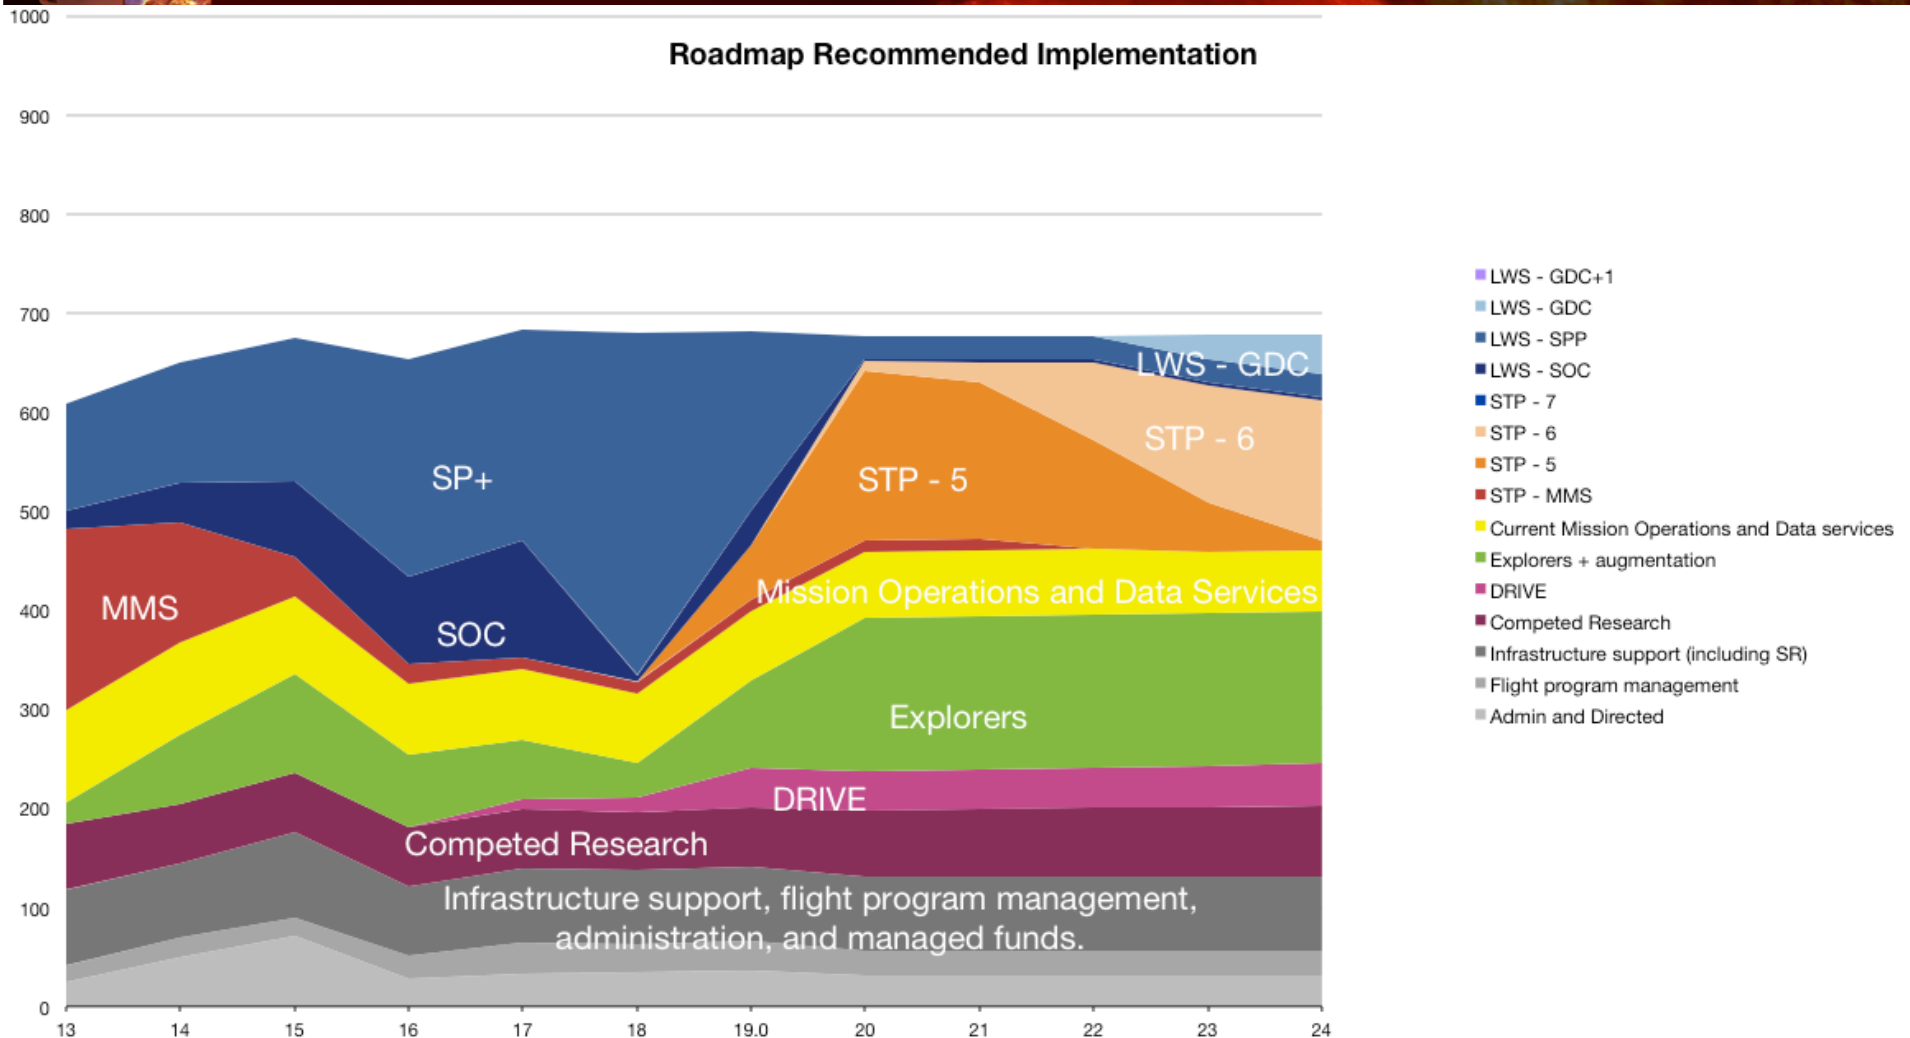 Roadmap Recommended Implementation
1000
900
800
700
600
500
400
300
200
100
0
13 14 15 16 17 18 19.0 20 21 22 23 24
SP+
MMS
SOC
STP - 5
STP - 6
LWS - GDC
Mission Operations and Data Services
Explorers
DRIVE
Competed Research
Infrastructure support, flight program management,
administration, and managed funds.
LWS - GDC+1
LWS - GDC
LWS - SPP
LWS - SOC
STP - 7
STP - 6
STP - 5
STP - MMS
Current Mission Operations and Data services
Explorers + augmentation
DRIVE
Competed Research
Infrastructure support (including SR)
Flight program management
Admin and Directed